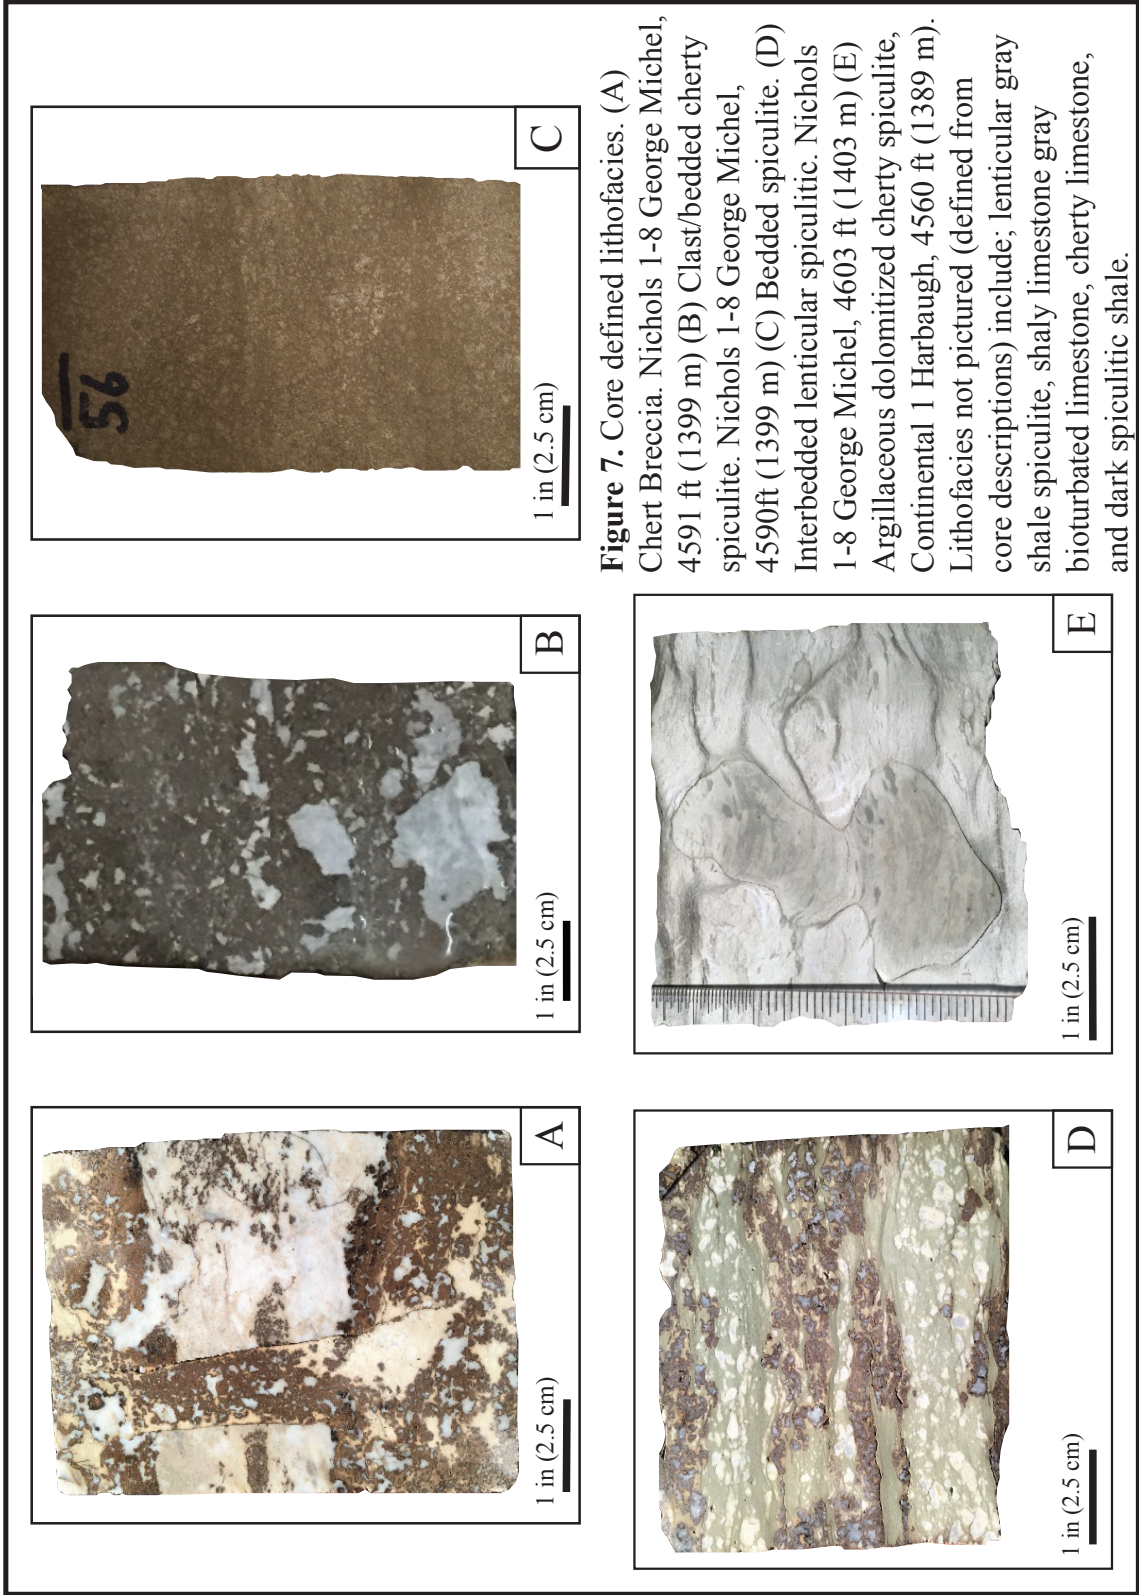 A
1 in (2.5 cm)
B
1 in (2.5 cm)
56
C
1 in (2.5 cm)
D
1 in (2.5 cm)
E
1 in (2.5 cm)
Figure 7. Core defined lithofacies. (A)
Chert Breccia. Nichols 1-8 George Michel,
4591 ft (1399 m) (B) Clast/bedded cherty
spiculite. Nichols 1-8 George Michel,
4590ft (1399 m) (C) Bedded spiculite. (D)
Interbedded lenticular spiculitic. Nichols
1-8 George Michel, 4603 ft (1403 m) (E)
Argillaceous dolomitized cherty spiculite,
Continental 1 Harbaugh, 4560 ft (1389 m).
Lithofacies not pictured (defined from
core descriptions) include; lenticular gray
shale spiculite, shaly limestone gray
bioturbated limestone, cherty limestone,
and dark spiculitic shale.